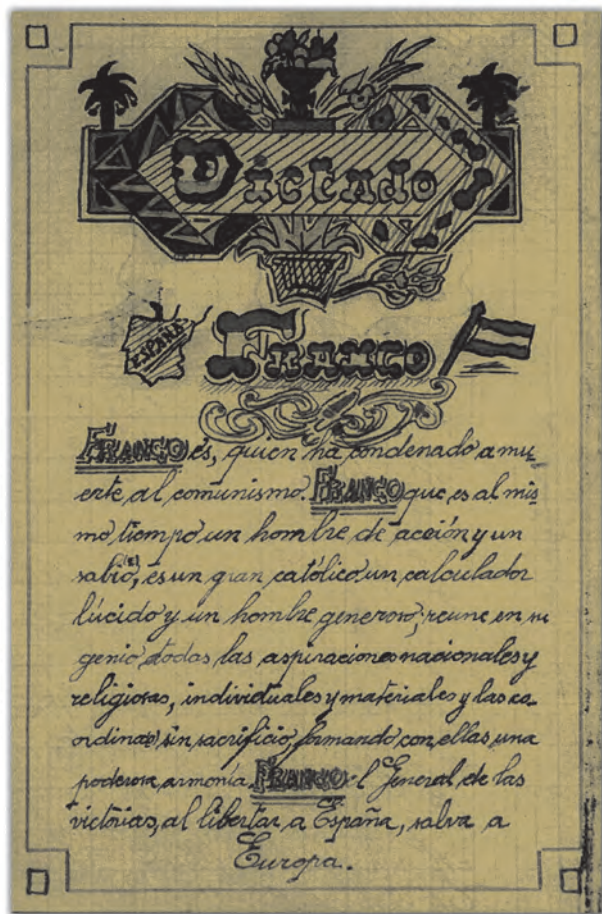 Dictado
ESPAÑA
FRANCO
FRANCO es, quien ha condenado a mu-
erte al comunismo. FRANCO que, es al mis-
mo tiempo un hombre de acción y un
sabio, es un gran católico un calculador
lúcido y un hombre generoso; reune en su
genio todas las aspiraciones nacionales y
religiosas, individuales y materiales y las co-
ordina sin sacrificio, formando con ellas una
poderosa armonía. FRANCO el General de las
victorias, al libertar a España, salva a
Europa.